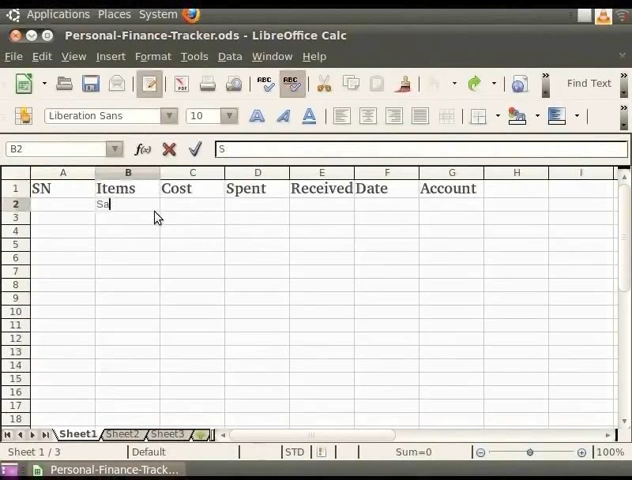 Applications Places System
Personal-Finance-Tracker.ods - LibreOffice Calc
File Edit View Insert Format Tools Data Window Help
Find Text
Liberation Sans 10
B2 f(x) S
A B C D E F G H I
1 SN Items Cost Spent Received Date Account
2 Sa
3
4
5
6
7
8
9
10
11
12
13
14
15
16
17
18
Sheet1 Sheet2 Sheet3
Sheet 1 / 3 Default STD Sum=0 100%
Personal-Finance-Track...